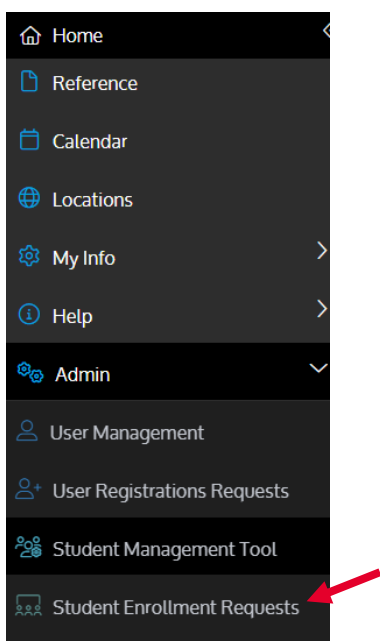 Home
Reference
Calendar
Locations
My Info
Help
Admin
User Management
User Registrations Requests
Student Management Tool
Student Enrollment Requests